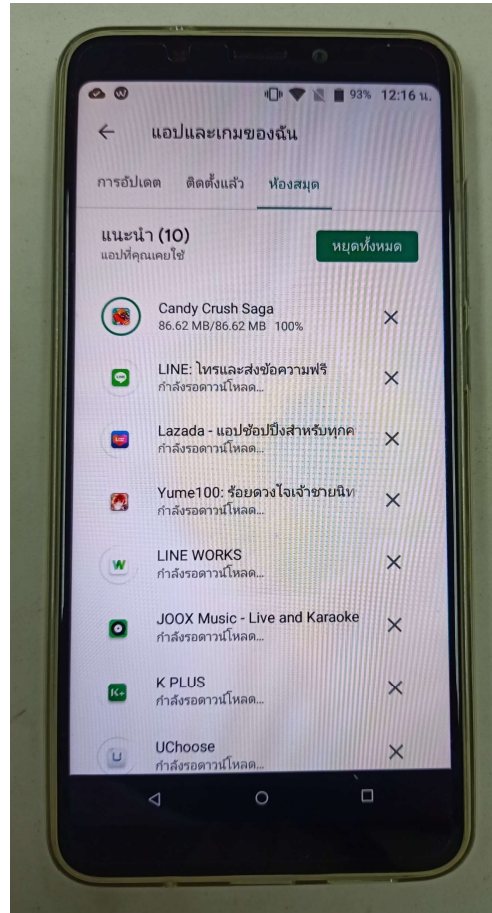 93% 12:16 น.
แอปและเกมของฉัน
การอัปเดต ติดตั้งแล้ว ห้องสมุด
แนะนำ (10)
แอปที่คุณเคยใช้
หยุดทั้งหมด
Candy Crush Saga
86.62 MB/86.62 MB 100%
LINE: โทรและส่งข้อความฟรี
กำลังรอดาวน์โหลด...
Lazada - แอปช้อปปิ้งสำหรับทุกค
กำลังรอดาวน์โหลด...
Yume100: ร้อยดวงใจเจ้าชายนิท
กำลังรอดาวน์โหลด...
LINE WORKS
กำลังรอดาวน์โหลด...
JOOX Music - Live and Karaoke
กำลังรอดาวน์โหลด...
K+
K PLUS
กำลังรอดาวน์โหลด...
U
UChoose
กำลังรอดาวน์โหลด...